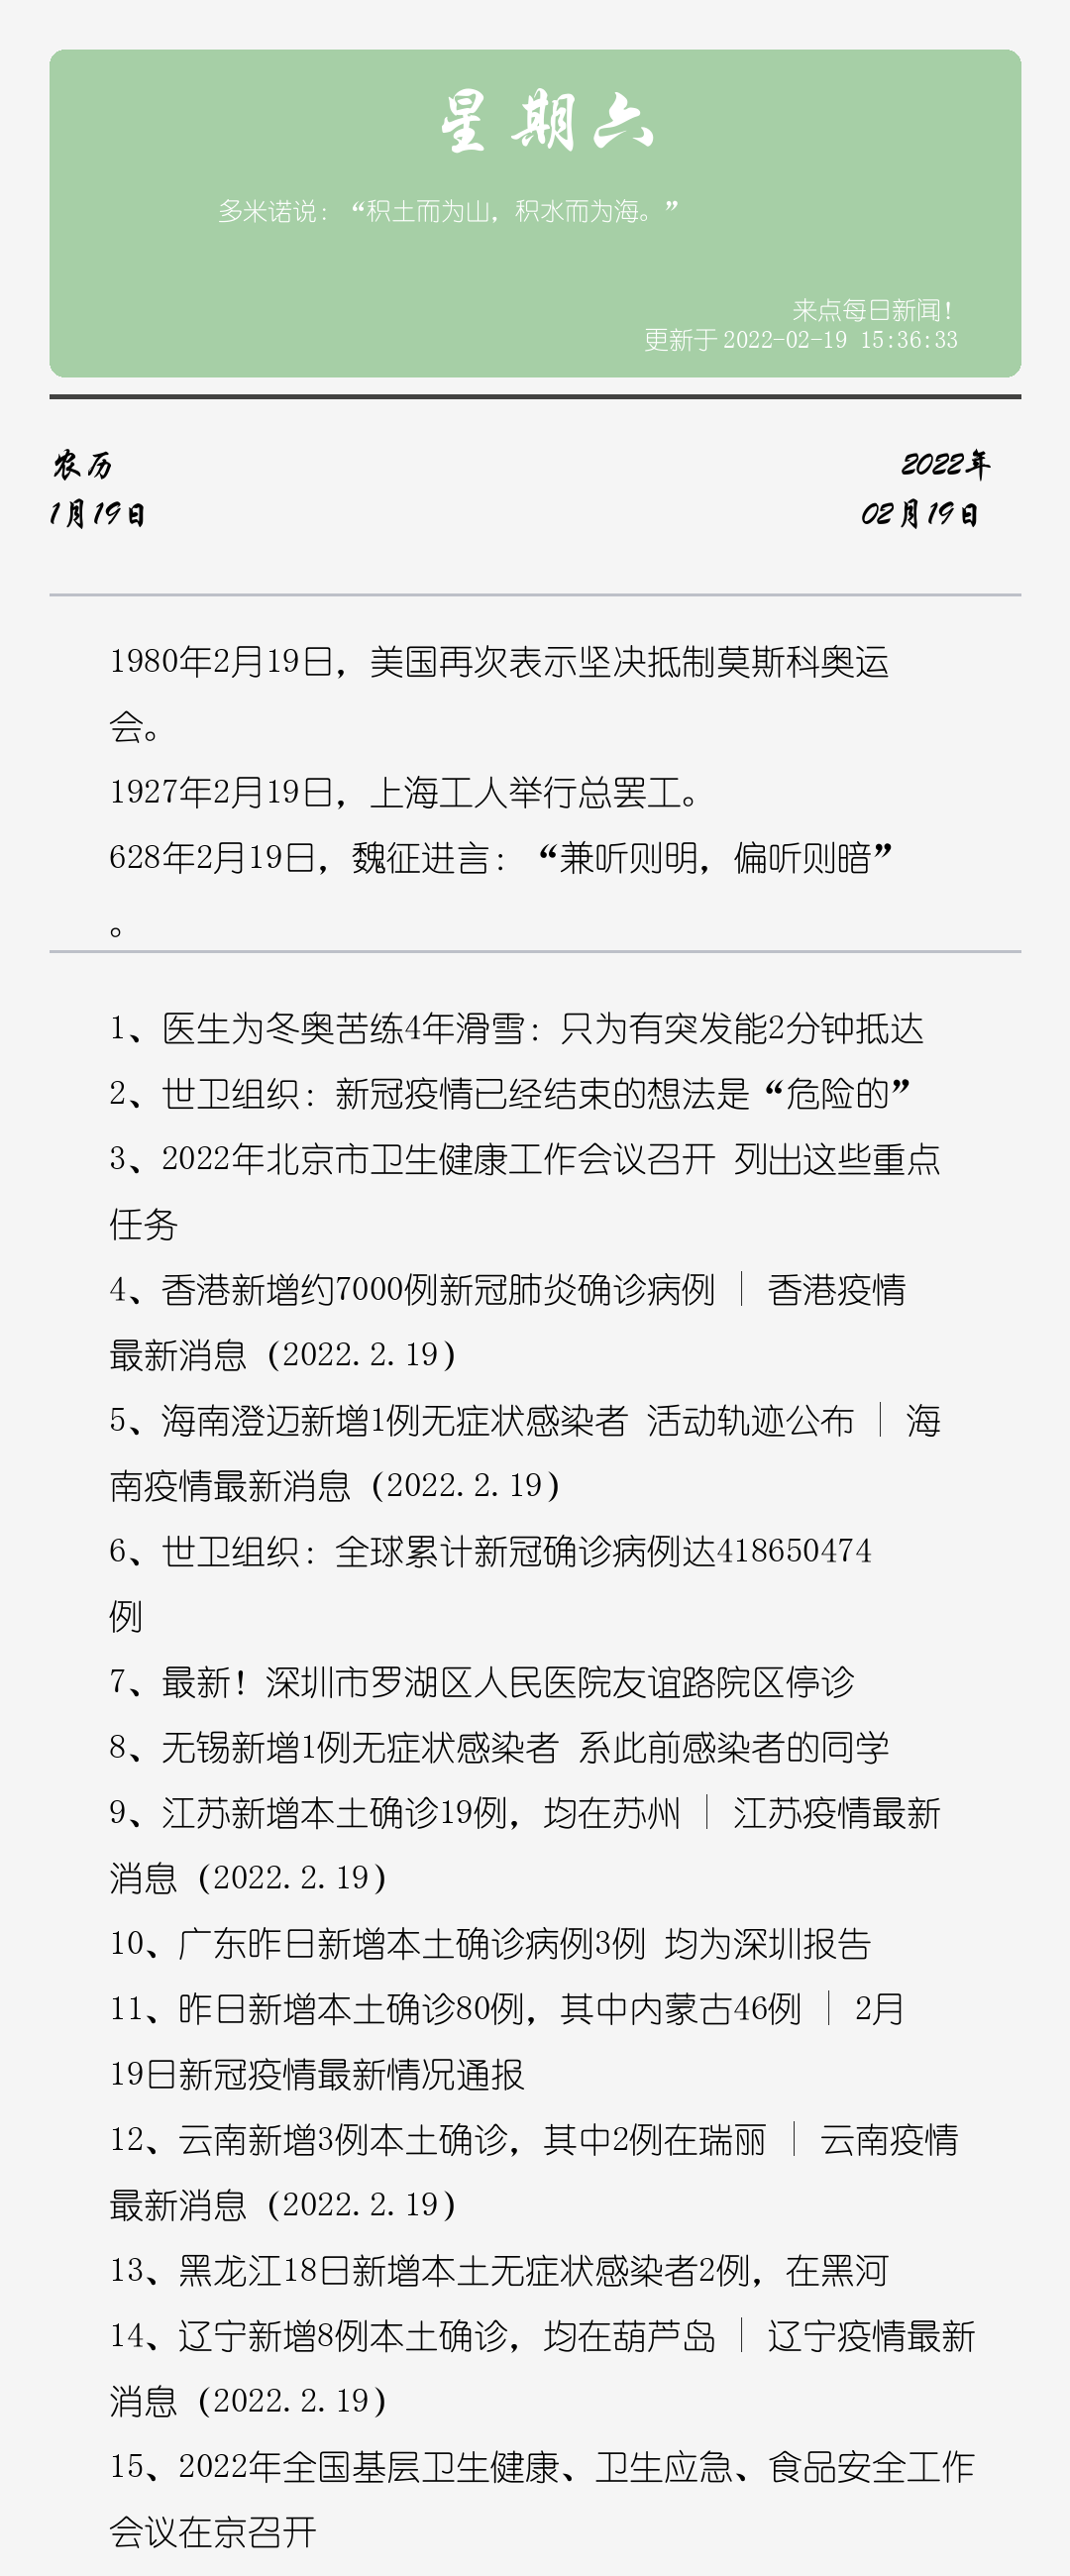 星期六
多米诺说：“积土而为山，积水而为海。”
来点每日新闻！
更新于 2022-02-19 15:36:33
农历
2022年
1月19日
02月19日
1980年2月19日，美国再次表示坚决抵制莫斯科奥运
会。
1927年2月19日，上海工人举行总罢工。
628年2月19日，魏征进言：“兼听则明，偏听则暗”
。
1、医生为冬奥苦练4年滑雪：只为有突发能2分钟抵达
2、世卫组织：新冠疫情已经结束的想法是“危险的”
3、2022年北京市卫生健康工作会议召开 列出这些重点
任务
4、香港新增约7000例新冠肺炎确诊病例｜香港疫情
最新消息（2022.2.19）
5、海南澄迈新增1例无症状感染者 活动轨迹公布｜海
南疫情最新消息（2022.2.19）
6、世卫组织：全球累计新冠确诊病例达418650474
例
7、最新！深圳市罗湖区人民医院友谊路院区停诊
8、无锡新增1例无症状感染者 系此前感染者的同学
9、江苏新增本土确诊19例，均在苏州｜江苏疫情最新
消息（2022.2.19）
10、广东昨日新增本土确诊病例3例 均为深圳报告
11、昨日新增本土确诊80例，其中内蒙古46例｜2月
19日新冠疫情最新情况通报
12、云南新增3例本土确诊，其中2例在瑞丽｜云南疫情
最新消息（2022.2.19）
13、黑龙江18日新增本土无症状感染者2例，在黑河
14、辽宁新增8例本土确诊，均在葫芦岛｜辽宁疫情最新
消息（2022.2.19）
15、2022年全国基层卫生健康、卫生应急、食品安全工作
会议在京召开